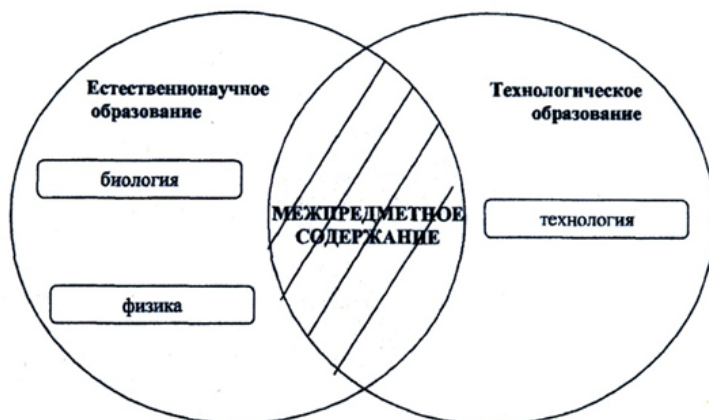 Естественнонаучное
образование
Технологическое
образование
биология
МЕЖПРЕДМЕТНОЕ
СОДЕРЖАНИЕ
технология
физика